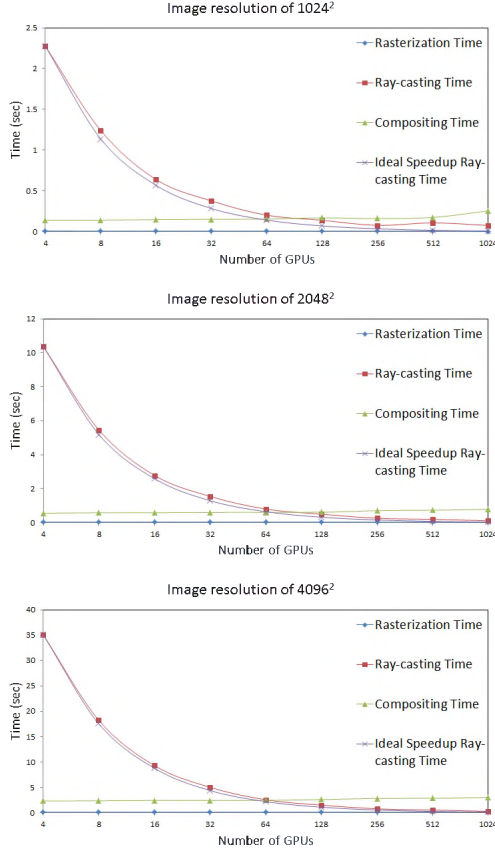 Image resolution of 1024²
Time (sec)
2.5
2
1.5
1
0.5
0
Rasterization Time
Ray-casting Time
Compositing Time
Ideal Speedup Ray-
casting Time
4 8 16 32 64 128 256 512 1024
Number of GPUs
Image resolution of 2048²
Time (sec)
12
10
8
6
4
2
0
Rasterization Time
Ray-casting Time
Compositing Time
Ideal Speedup Ray-
casting Time
4 8 16 32 64 128 256 512 1024
Number of GPUs
Image resolution of 4096²
Time (sec)
40
35
30
25
20
15
10
5
0
Rasterization Time
Ray-casting Time
Compositing Time
Ideal Speedup Ray-
casting Time
4 8 16 32 64 128 256 512 1024
Number of GPUs